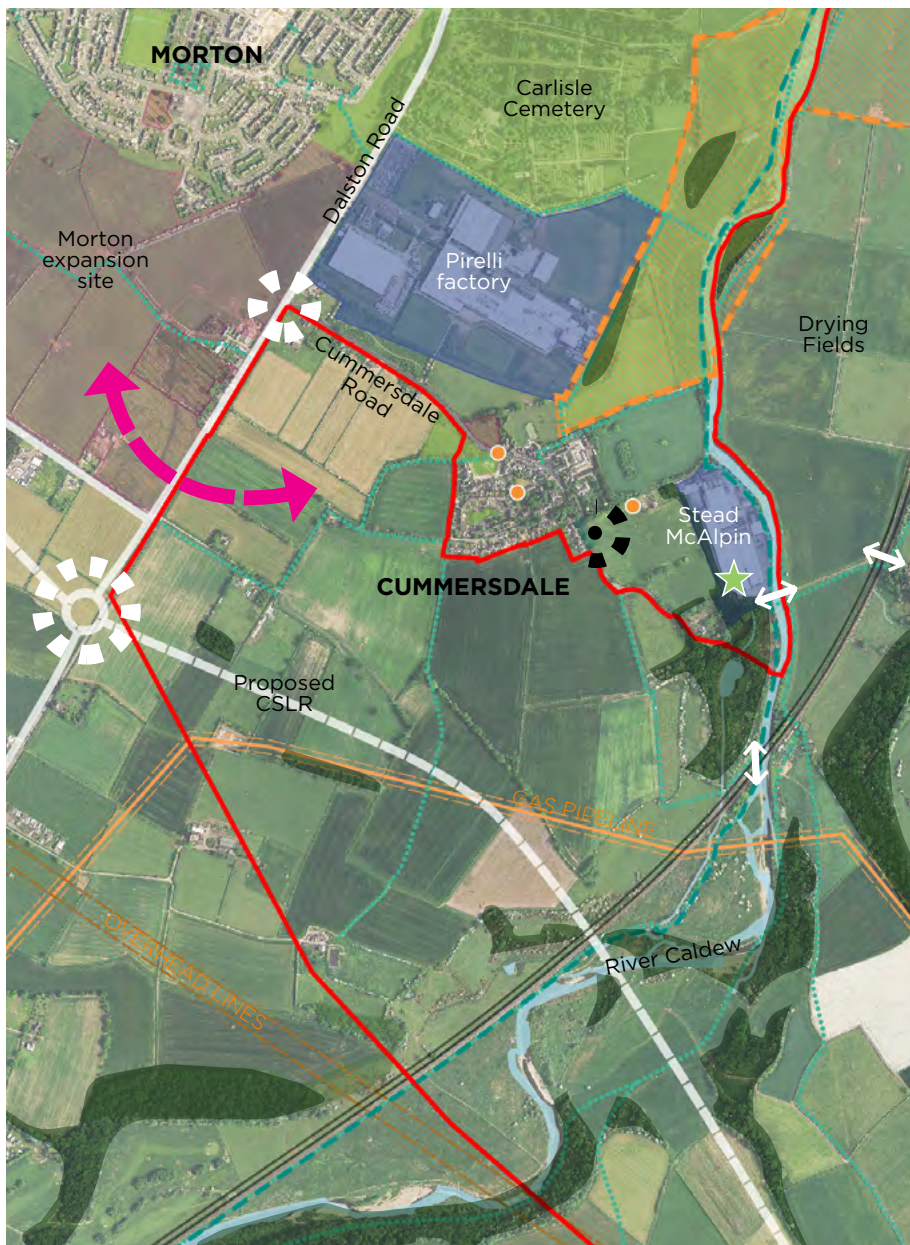 MORTON
Carlisle
Cemetery
Dalston Road
Morton
expansion
site
Pirelli
factory
Drying
Fields
Cummersdale
Road
Stead
McAlpin
CUMMERSDALE
Proposed
CSLR
GAS PIPELINE
OVERHEAD LINES
River Caldew